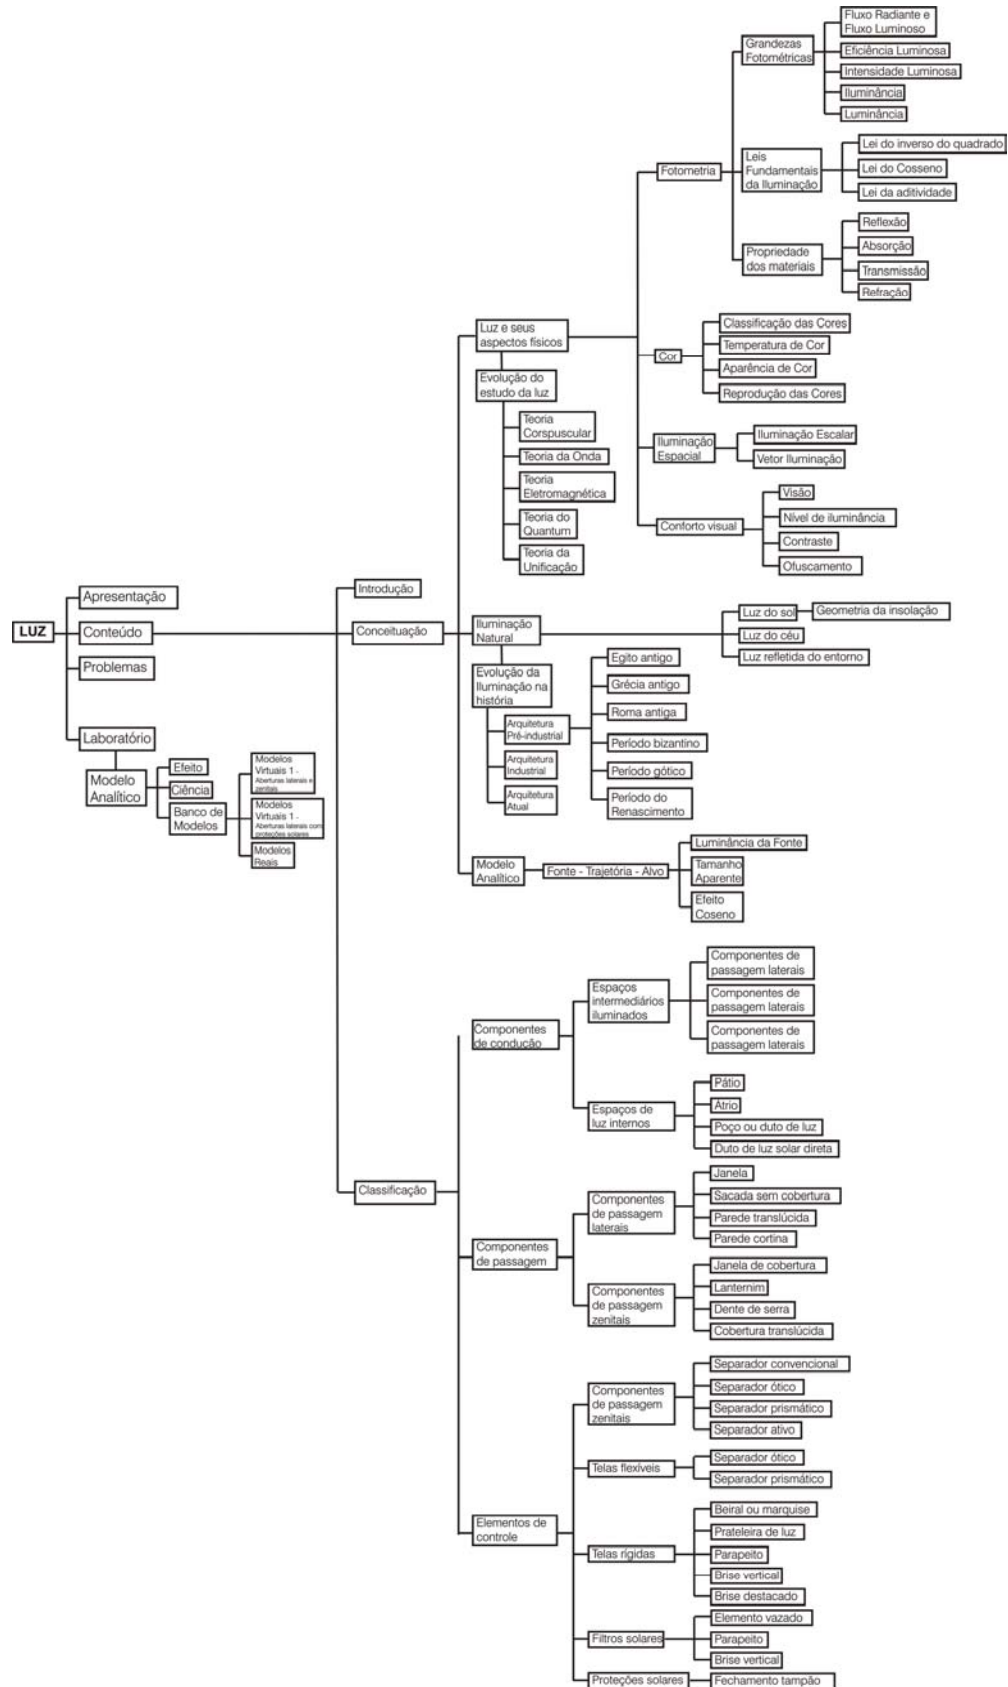 Fluxo Radiante e
Fluxo Luminoso
Grandezas
Fotométricas
Eficiência Luminosa
Intensidade Luminosa
Iluminância
Luminância
Lei do inverso do quadrado
Leis
Fundamentais
da Iluminação
Fotometria
Lei do Cosseno
Lei da aditividade
Reflexão
Propriedade
dos materiais
Absorção
Transmissão
Refração
Luz e seus
aspectos físicos
Classificação das Cores
Temperatura de Cor
Cor
Aparência de Cor
Reprodução das Cores
Evolução do
estudo da luz
Teoria
Corspuscular
Teoria da Onda
Teoria
Eletromagnética
Teoria do
Quantum
Teoria da
Unificação
Iluminação
Espacial
Iluminação Escalar
Vetor Iluminação
Visão
Nível de iluminância
Conforto visual
Contraste
Ofuscamento
Apresentação
Introdução
LUZ
Conteúdo
Conceituação
Iluminação
Natural
Luz do sol
Geometria da insolação
Luz do céu
Luz refletida do entorno
Problemas
Evolução da
Iluminação na
história
Egito antigo
Grécia antigo
Arquitetura
Pré-industrial
Roma antiga
Período bizantino
Período gótico
Período do
Renascimento
Arquitetura
Industrial
Arquitetura
Atual
Laboratório
Modelo
Analítico
Efeito
Ciência
Banco de
Modelos
Modelos
Virtuais 1 -
Aberturas laterais e
zenitais
Modelos
Virtuais 1 -
Aberturas laterais com
proteções solares
Modelos
Reais
Modelo
Analítico
Fonte - Trajetória - Alvo
Luminância da Fonte
Tamanho
Aparente
Efeito
Coseno
Componentes
de condução
Espaços
intermediários
iluminados
Componentes de
passagem laterais
Componentes de
passagem laterais
Componentes de
passagem laterais
Espaços de
luz internos
Pátio
Átrio
Poço ou duto de luz
Duto de luz solar direta
Classificação
Componentes
de passagem
Componentes
de passagem
laterais
Janela
Sacada sem cobertura
Parede translúcida
Parede cortina
Componentes
de passagem
zenitais
Janela de cobertura
Lanternim
Dente de serra
Cobertura translúcida
Componentes
de passagem
zenitais
Separador convencional
Separador ótico
Separador prismático
Separador ativo
Telas flexíveis
Separador ótico
Separador prismático
Elementos de
controle
Telas rígidas
Beiral ou marquise
Prateleira de luz
Parapeito
Brise vertical
Brise destacado
Filtros solares
Elemento vazado
Parapeito
Brise vertical
Proteções solares
Fechamento tampão